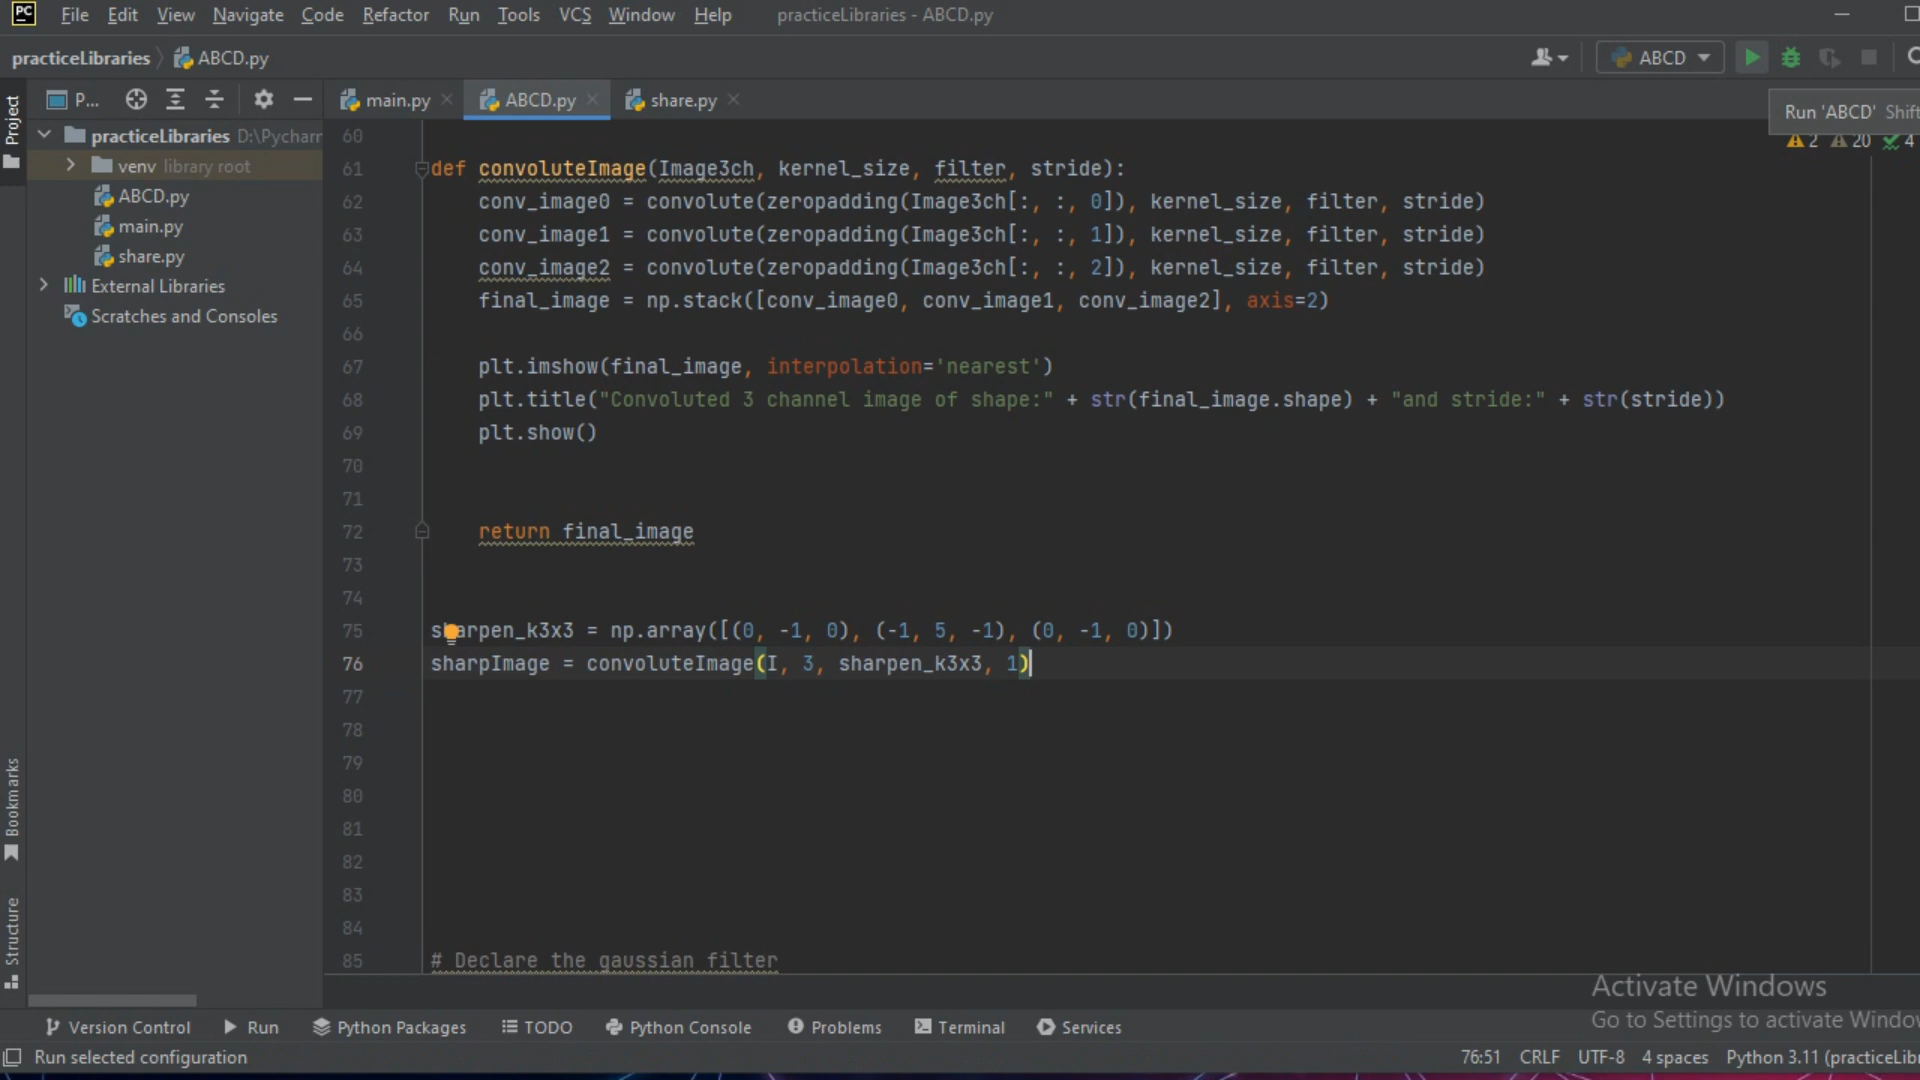 PC File Edit View Navigate Code Refactor Run Tools VCS Window Help practiceLibraries - ABCD.py
practiceLibraries ABCD.py ABCD
Project P... main.py ABCD.py share.py
Run 'ABCD' Shift
2 20 4
practiceLibraries D:\Pycharm
venv library root
ABCD.py
main.py
share.py
External Libraries
Scratches and Consoles
60
61 def convoluteImage(Image3ch, kernel_size, filter, stride):
62 conv_image0 = convolute(zeropadding(Image3ch[:, :, 0]), kernel_size, filter, stride)
63 conv_image1 = convolute(zeropadding(Image3ch[:, :, 1]), kernel_size, filter, stride)
64 conv_image2 = convolute(zeropadding(Image3ch[:, :, 2]), kernel_size, filter, stride)
65 final_image = np.stack([conv_image0, conv_image1, conv_image2], axis=2)
66
67 plt.imshow(final_image, interpolation='nearest')
68 plt.title("Convoluted 3 channel image of shape:" + str(final_image.shape) + "and stride:" + str(stride))
69 plt.show()
70
71
72 return final_image
73
74
75 sharpen_k3x3 = np.array([(0, -1, 0), (-1, 5, -1), (0, -1, 0)])
76 sharpImage = convoluteImage(I, 3, sharpen_k3x3, 1)
77
78
79
80
81
82
83
84
85 # Declare the gaussian filter
Bookmarks
Structure
Activate Windows
Go to Settings to activate Windows
Version Control Run Python Packages TODO Python Console Problems Terminal Services
Run selected configuration 76:51 CRLF UTF-8 4 spaces Python 3.11 (practiceLibr